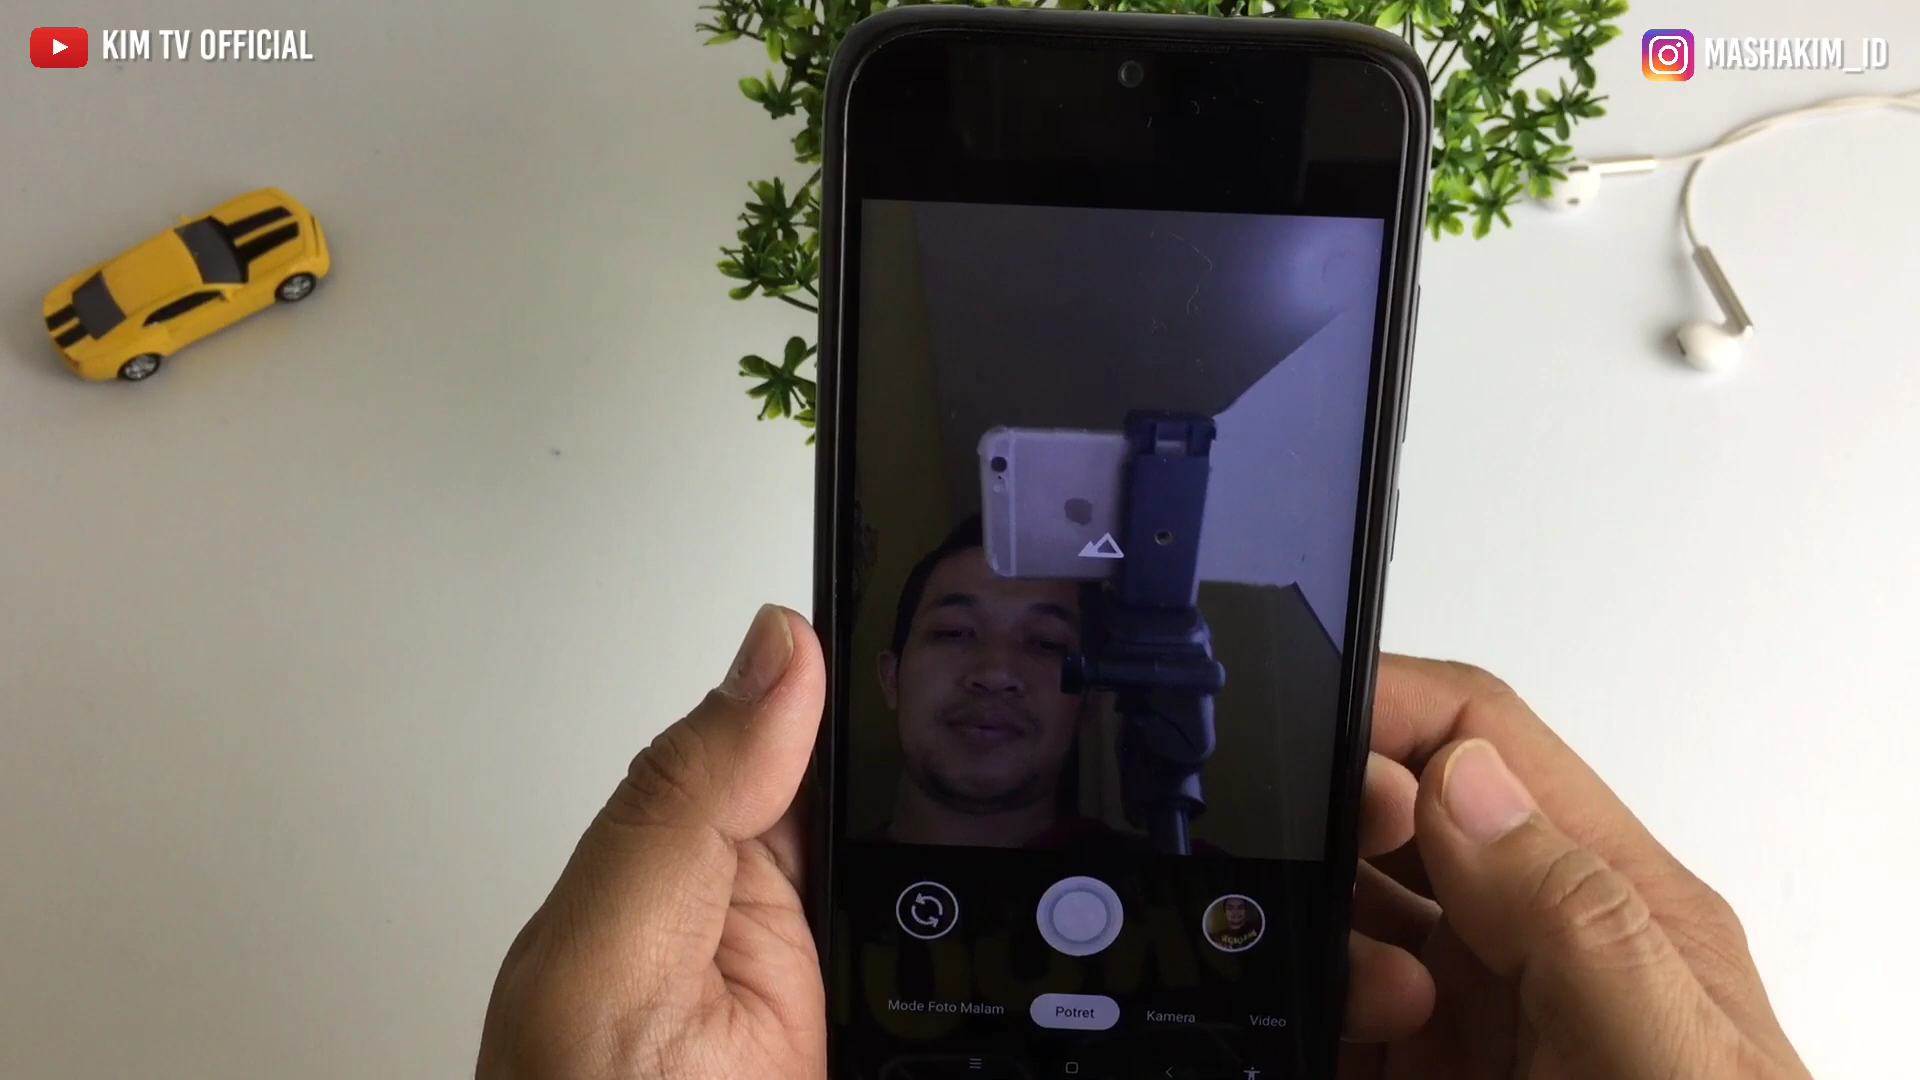 KIM TV OFFICIAL
MASHAKIM_ID
Mode Foto Malam
Potret
Kamera
Video